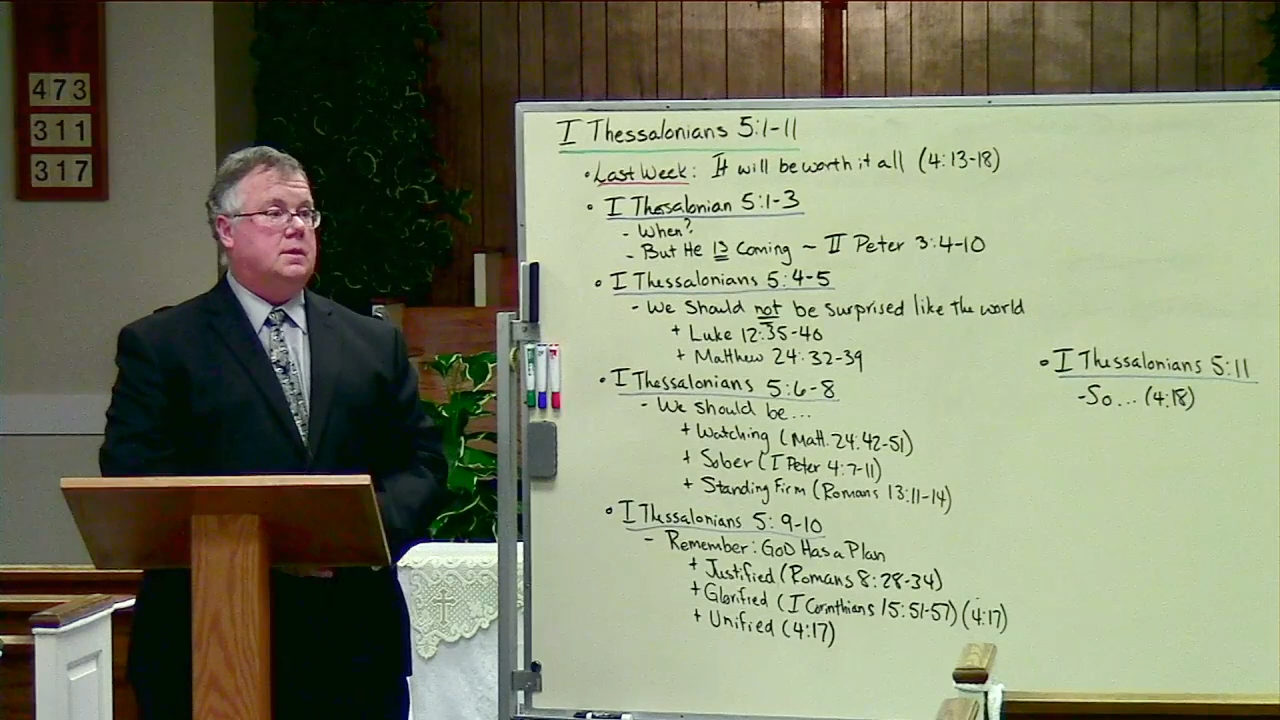 473
311
317
I Thessalonians 5:1-11
• Last Week: It will be worth it all (4:13-18)
• I Thessalonian 5:1-3
- When?
- But He is Coming ~ II Peter 3:4-10
• I Thessalonians 5:4-5
- We should not be surprised like the world
+ Luke 12:35-40
+ Matthew 24:32-39
• I Thessalonians 5:6-8
- We should be...
+ Watching (Matt. 24:42-51)
+ Sober (I Peter 4:7-11)
+ Standing Firm (Romans 13:11-14)
• I Thessalonians 5:9-10
- Remember: God Has a Plan
+ Justified (Romans 8:28-34)
+ Glorified (I Corinthians 15:51-57) (4:17)
+ Unified (4:17)
• I Thessalonians 5:11
- So... (4:18)